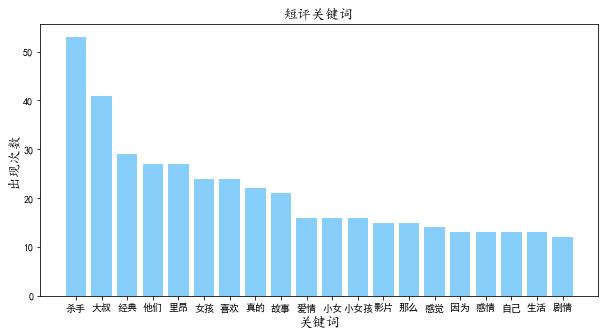 短评关键词
出现次数
50
40
30
20
10
0
杀手 大叔 经典 他们 里昂 女孩 喜欢 真的 故事 爱情 小女 小女孩 影片 那么 感觉 因为 感情 自己 生活 剧情
关键词